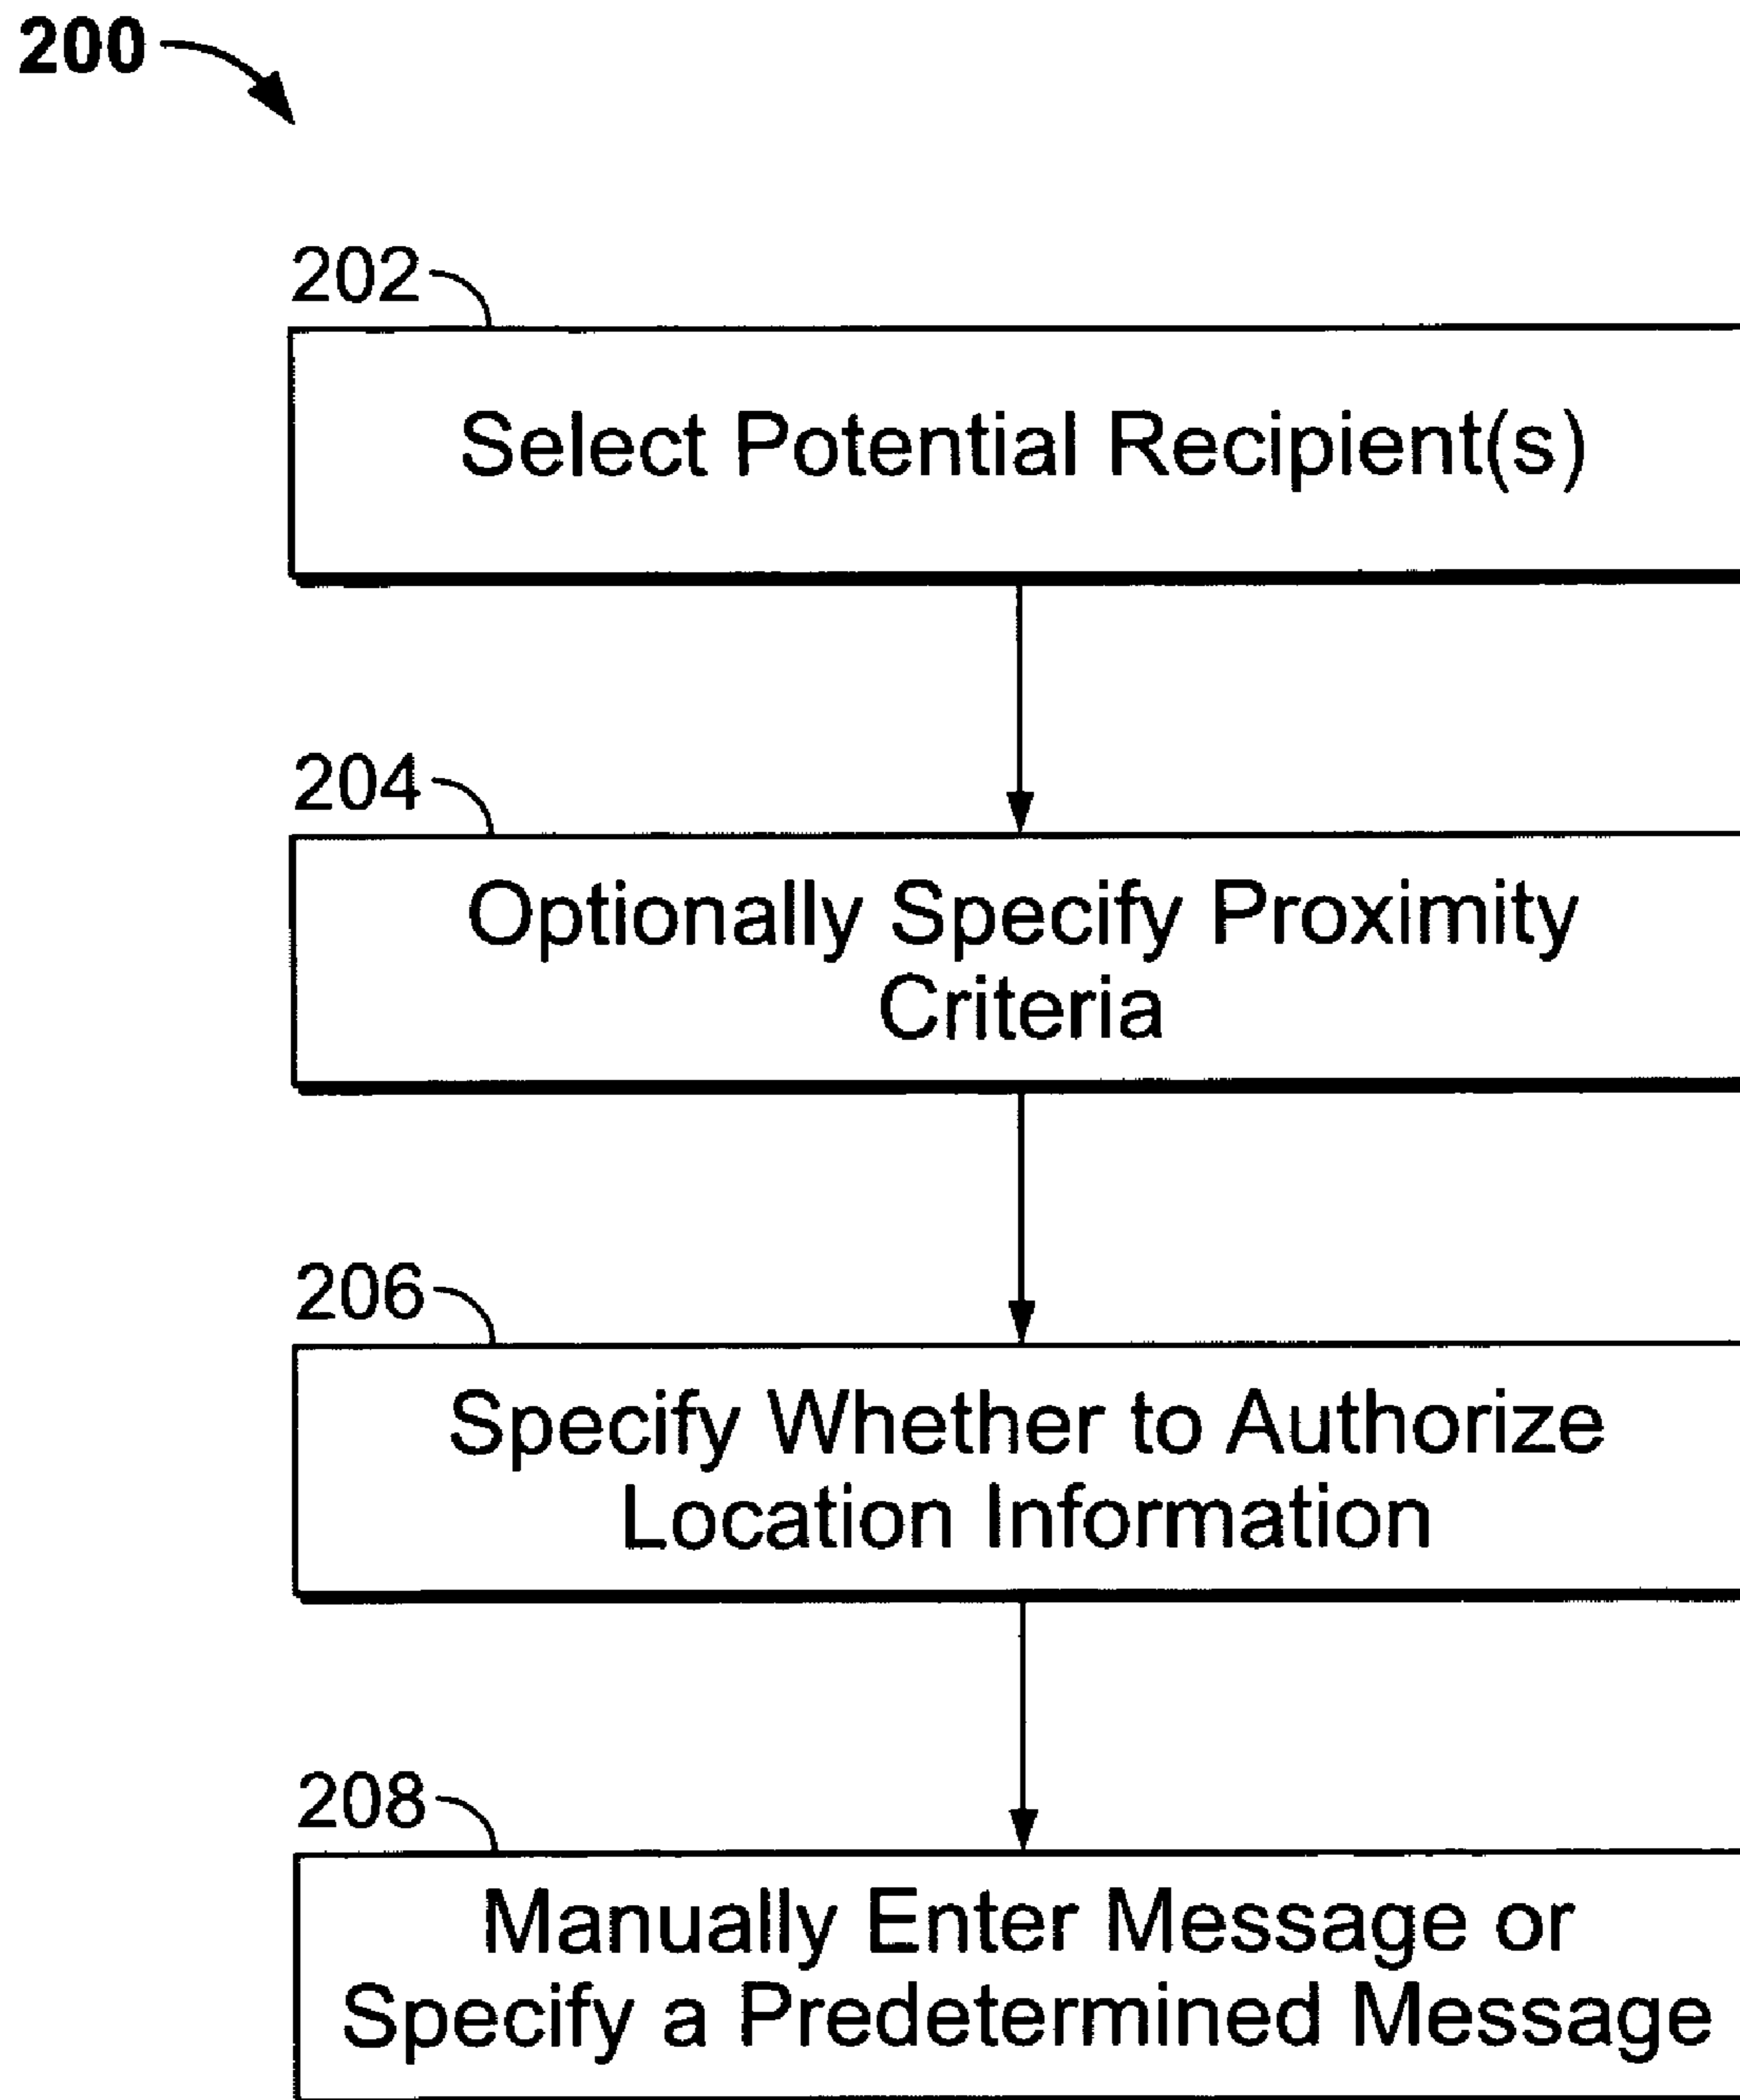 200
202
Select Potential Recipient(s)
204
Optionally Specify Proximity
Criteria
206
Specify Whether to Authorize
Location Information
208
Manually Enter Message or
Specify a Predetermined Message